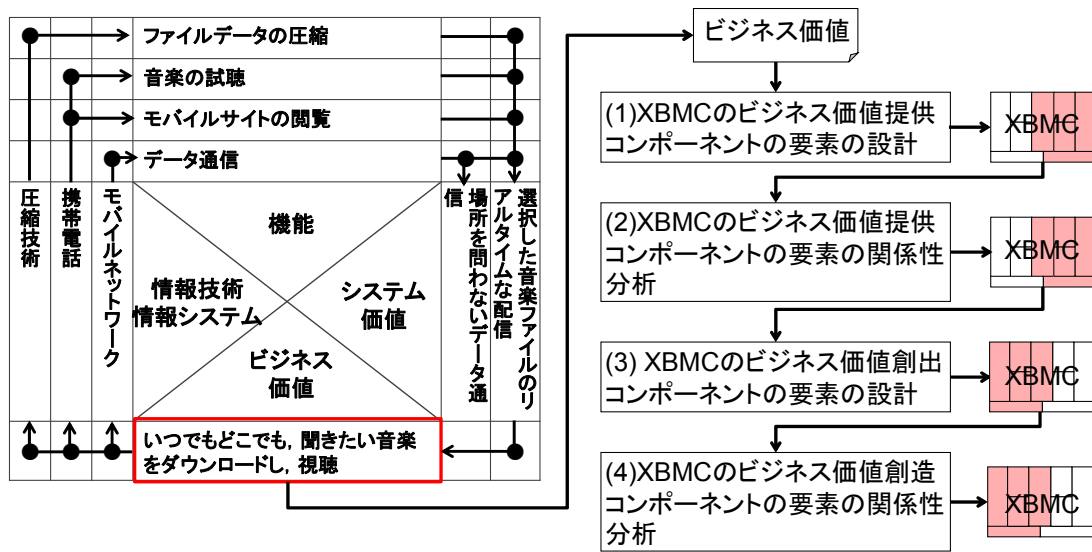 ファイルデータの圧縮
音楽の試聴
モバイルサイトの閲覧
データ通信
圧縮技術
携帯電話
モバイルネットワーク
機能
情報技術
情報システム
システム
価値
ビジネス
価値
場所を問わないデータ通
信
選択した音楽ファイルのリ
アルタイムな配信
いつでもどこでも, 聞きたい音楽
をダウンロードし, 視聴
ビジネス価値
(1)XBMCのビジネス価値提供
コンポーネントの要素の設計
XBMC
(2)XBMCのビジネス価値提供
コンポーネントの要素の関係性
分析
XBMC
(3) XBMCのビジネス価値創出
コンポーネントの要素の設計
XBMC
(4)XBMCのビジネス価値創造
コンポーネントの要素の関係性
分析
XBMC